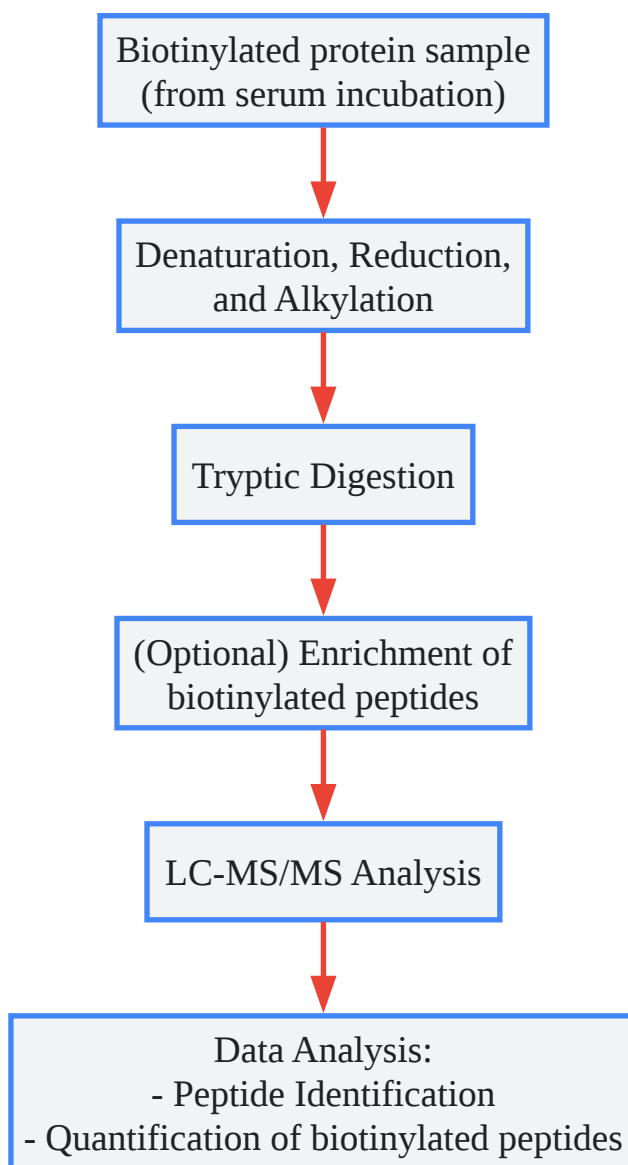 Biotinylated protein sample
(from serum incubation)
Denaturation, Reduction,
and Alkylation
Tryptic Digestion
(Optional) Enrichment of
biotinylated peptides
LC-MS/MS Analysis
Data Analysis:
- Peptide Identification
- Quantification of biotinylated peptides